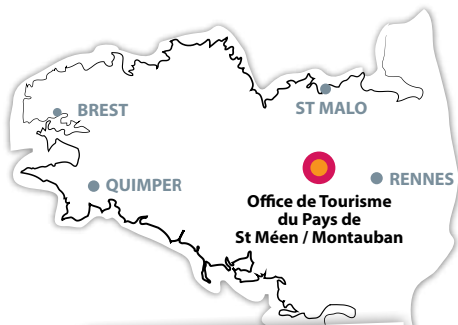 BREST
ST MALO
QUIMPER
RENNES
Office de Tourisme
du Pays de
St Méen / Montauban